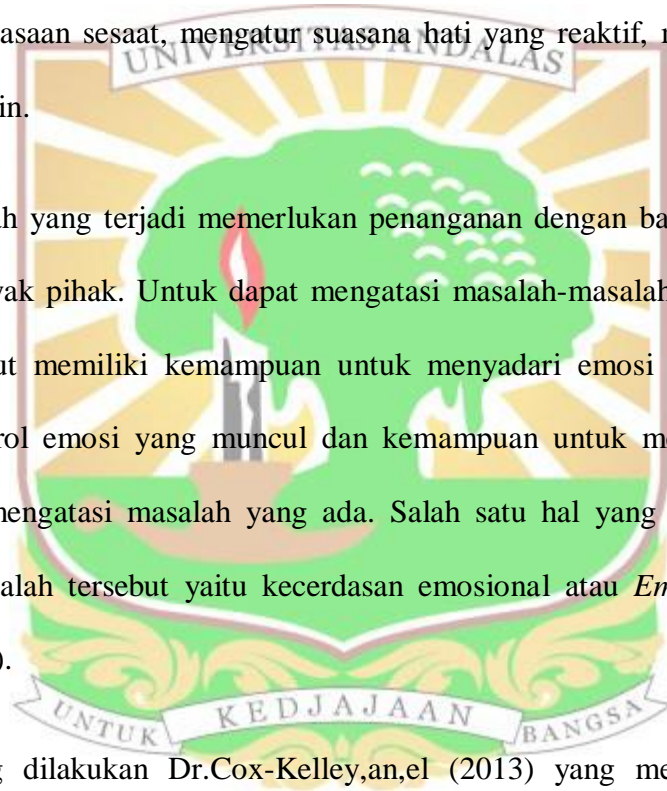 asaan sesaat, mengatur suasana hati yang reaktif, 
UNIVERSITAS ANDALAS
in.
ah yang terjadi memerlukan penanganan dengan ba
yak pihak. Untuk dapat mengatasi masalah-masalah
ut memiliki kemampuan untuk menyadari emosi
rol emosi yang muncul dan kemampuan untuk me
mengatasi masalah yang ada. Salah satu hal yang
alah tersebut yaitu kecerdasan emosional atau Em
).
UNTUK KEDJAJAAN BANGSA
g dilakukan Dr.Cox-Kelley,an,el (2013) yang me